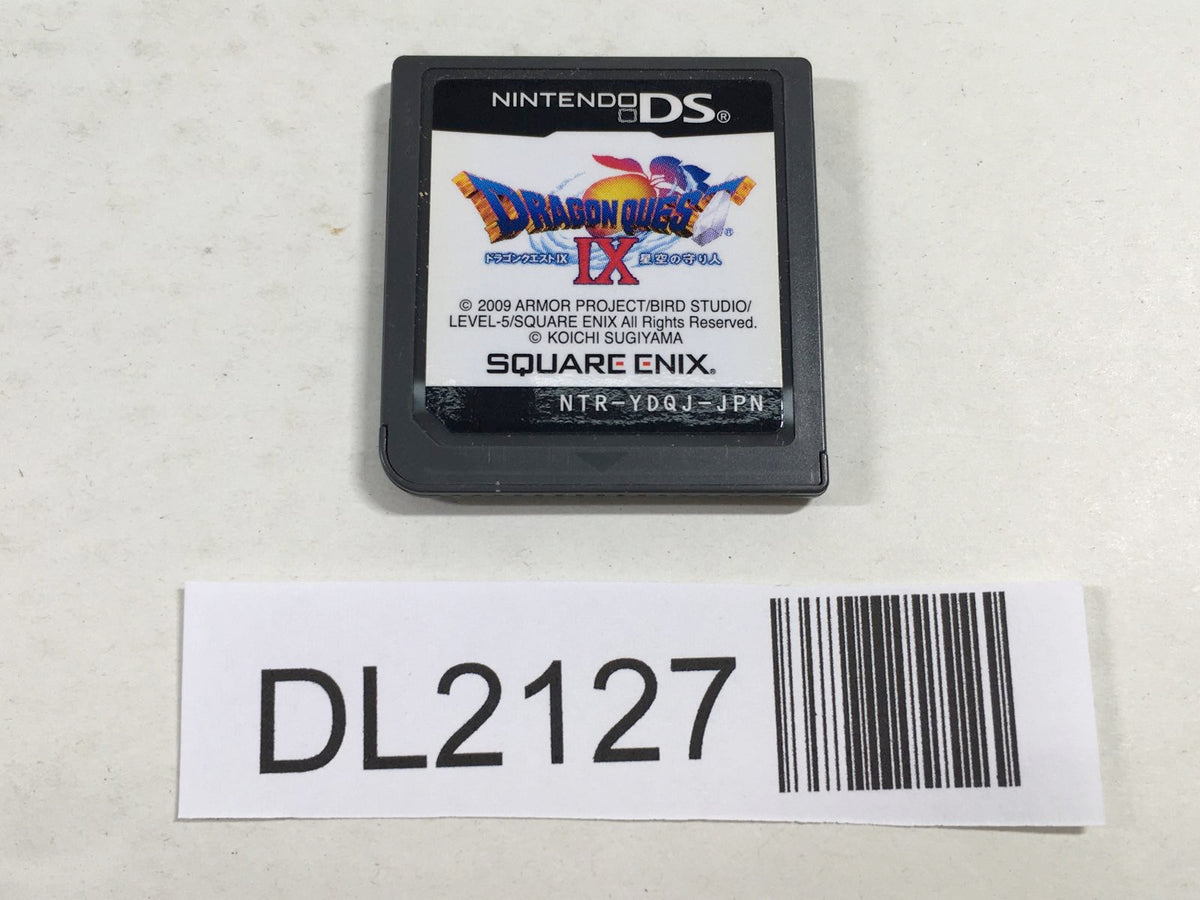 NINTENDO DS®
DRAGON QUEST®
IX
ドラゴンクエストIX 星空の守り人
© 2009 ARMOR PROJECT/BIRD STUDIO/
LEVEL-5/SQUARE ENIX All Rights Reserved.
© KOICHI SUGIYAMA
SQUARE ENIX®
NTR-YDQJ-JPN
DL2127